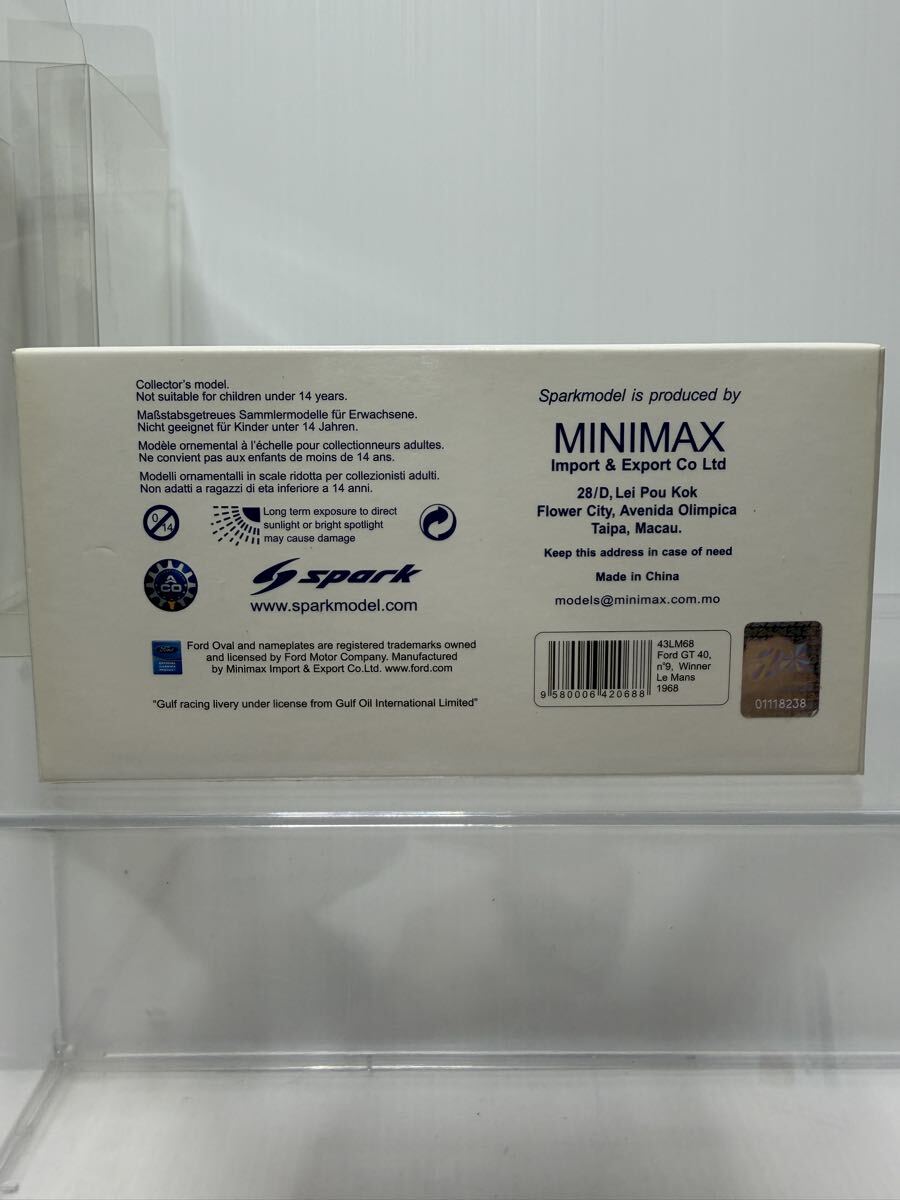 Collector's model.
Not suitable for children under 14 years.
Maßstabsgetreues Sammlermodelle für Erwachsene.
Nicht geeignet für Kinder unter 14 Jahren.
Modèle ornemental à l'échelle pour collectionneurs adultes.
Ne convient pas aux enfants de moins de 14 ans.
Modelli ornamentalli in scale ridotta per collezionisti adulti.
Non adatti a ragazzi di eta inferiore a 14 anni.
0
14
Long term exposure to direct
sunlight or bright spotlight
may cause damage
A
CO
spark
www.sparkmodel.com
Ford
Ford Oval and nameplates are registered trademarks owned
and licensed by Ford Motor Company. Manufactured
by Minimax Import & Export Co.Ltd. www.ford.com
"Gulf racing livery under license from Gulf Oil International Limited"
Sparkmodel is produced by
MINIMAX
Import & Export Co Ltd
28/D, Lei Pou Kok
Flower City, Avenida Olimpica
Taipa, Macau.
Keep this address in case of need
Made in China
models@minimax.com.mo
9 580006 420688
43LM68
Ford GT 40,
n°9, Winner
Le Mans
1968
01118238